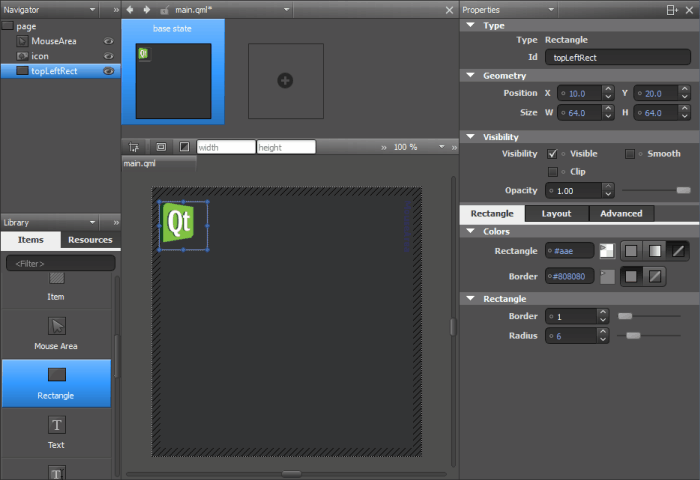 Navigator
page
MouseArea
icon
topLeftRect
Library
Items Resources
<Filter>
Item
Mouse Area
Rectangle
Text
T
main.qml*
base state
width height
100 %
main.qml
Qt
Properties
Type
Type Rectangle
Id topLeftRect
Geometry
Position X 10.0 Y 20.0
Size W 64.0 H 64.0
Visibility
Visibility Visible Smooth
Clip
Opacity 1.00
Rectangle Layout Advanced
Colors
Rectangle #aae
Border #808080
Rectangle
Border 1
Radius 6